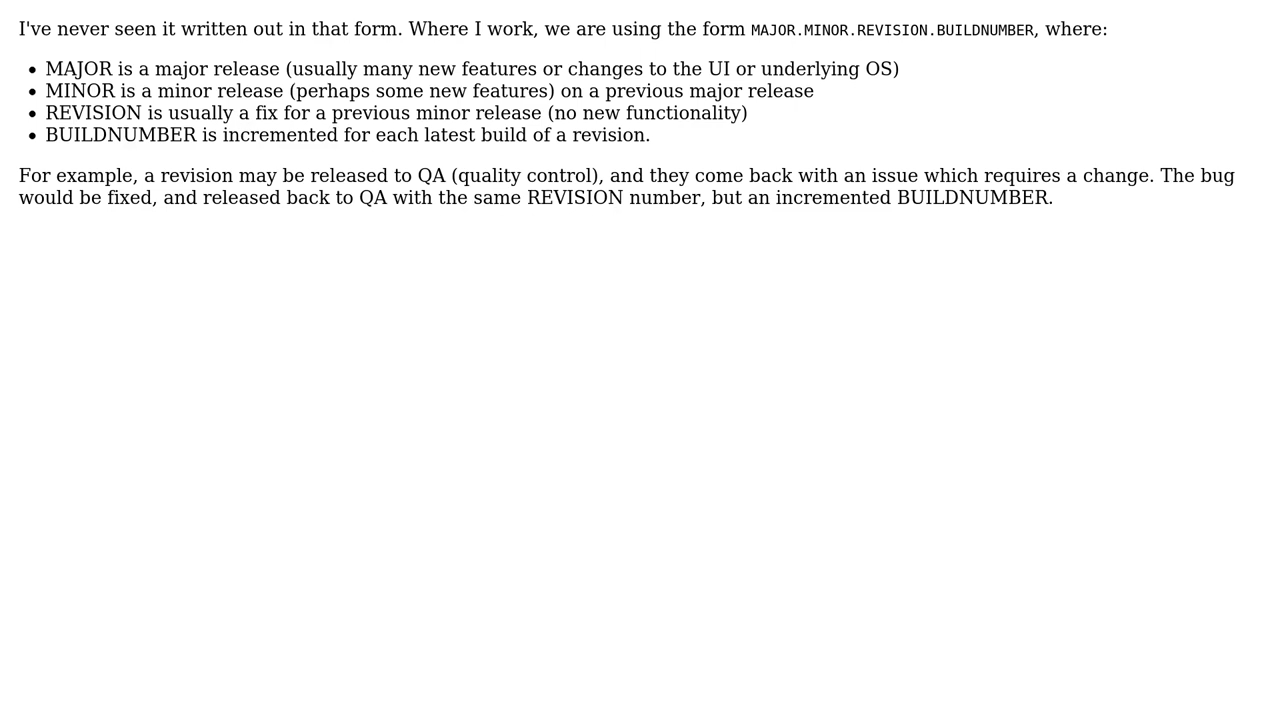 I've never seen it written out in that form. Where I work, we are using the form MAJOR.MINOR.REVISION.BUILDNUMBER, where:
• MAJOR is a major release (usually many new features or changes to the UI or underlying OS)
• MINOR is a minor release (perhaps some new features) on a previous major release
• REVISION is usually a fix for a previous minor release (no new functionality)
• BUILDNUMBER is incremented for each latest build of a revision.
For example, a revision may be released to QA (quality control), and they come back with an issue which requires a change. The bug
would be fixed, and released back to QA with the same REVISION number, but an incremented BUILDNUMBER.